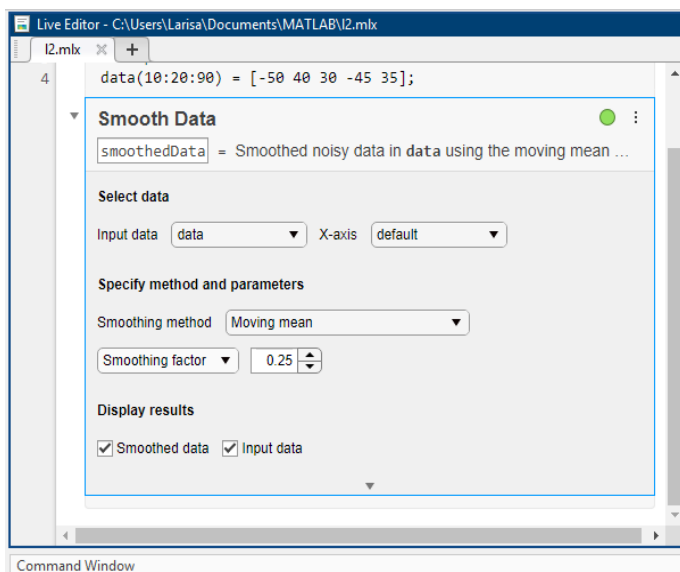 Live Editor - C:\Users\Larisa\Documents\MATLAB\l2.mlx
l2.mlx
4 data(10:20:90) = [-50 40 30 -45 35];
Smooth Data
smoothedData = Smoothed noisy data in data using the moving mean ...
Select data
Input data data X-axis default
Specify method and parameters
Smoothing method Moving mean
Smoothing factor 0.25
Display results
Smoothed data Input data
Command Window